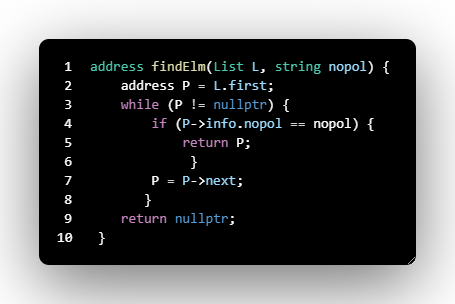 1 address findElm(List L, string nopol) {
2 address P = L.first;
3 while (P != nullptr) {
4 if (P->info.nopol == nopol) {
5 return P;
6 }
7 P = P->next;
8 }
9 return nullptr;
10 }